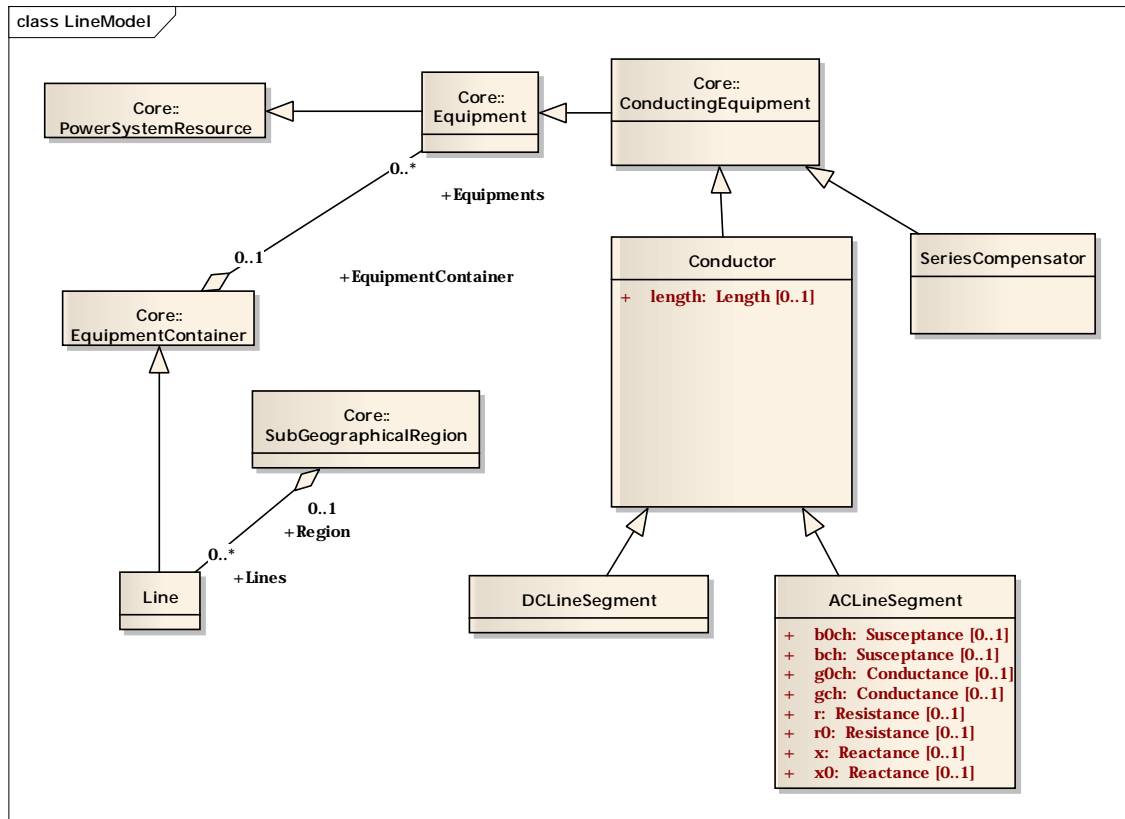 class LineModel
Core::
PowerSystemResource
Core::
Equipment
Core::
ConductingEquipment
0..*
+Equipments
0..1
+EquipmentContainer
Core::
EquipmentContainer
Conductor
+ length: Length [0..1]
SeriesCompensator
Core::
SubGeographicalRegion
0..1
+Region
0..*
+Lines
Line
DCLineSegment
ACLineSegment
+ b0ch: Susceptance [0..1]
+ bch: Susceptance [0..1]
+ g0ch: Conductance [0..1]
+ gch: Conductance [0..1]
+ r: Resistance [0..1]
+ r0: Resistance [0..1]
+ x: Reactance [0..1]
+ x0: Reactance [0..1]